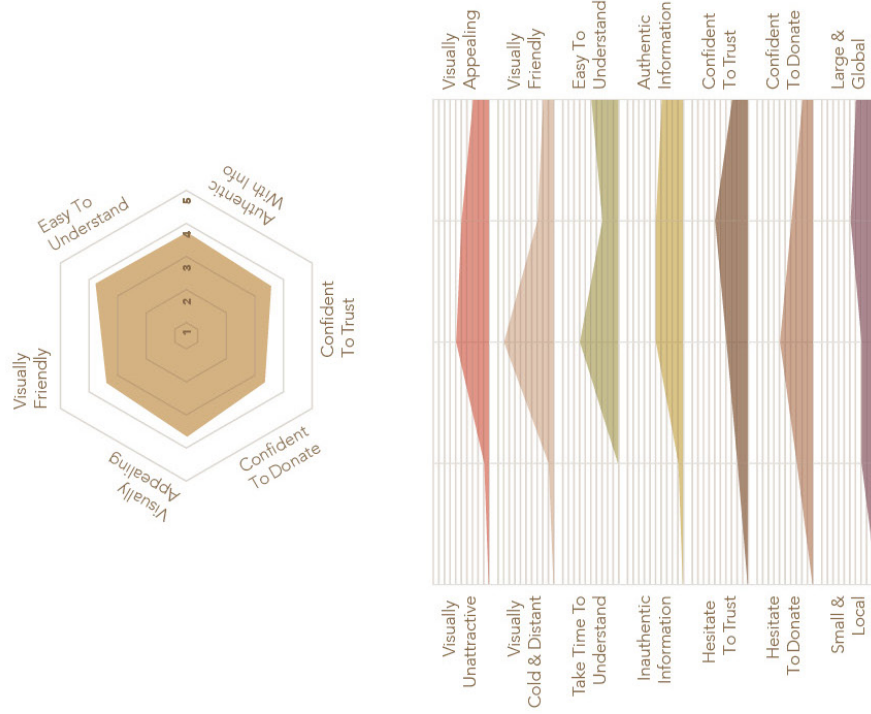 Easy To
Understand
Authentic
With Info
Visually
Friendly
Confident
To Trust
Visually
Appealing
Confident
To Donate
5
4
3
2
1
Visually
Appealing
Visually
Friendly
Easy To
Understand
Authentic
Information
Confident
To Trust
Confident
To Donate
Large &
Global
Visually
Unattractive
Visually
Cold & Distant
Take Time To
Understand
Inauthentic
Information
Hesitate
To Trust
Hesitate
To Donate
Small &
Local